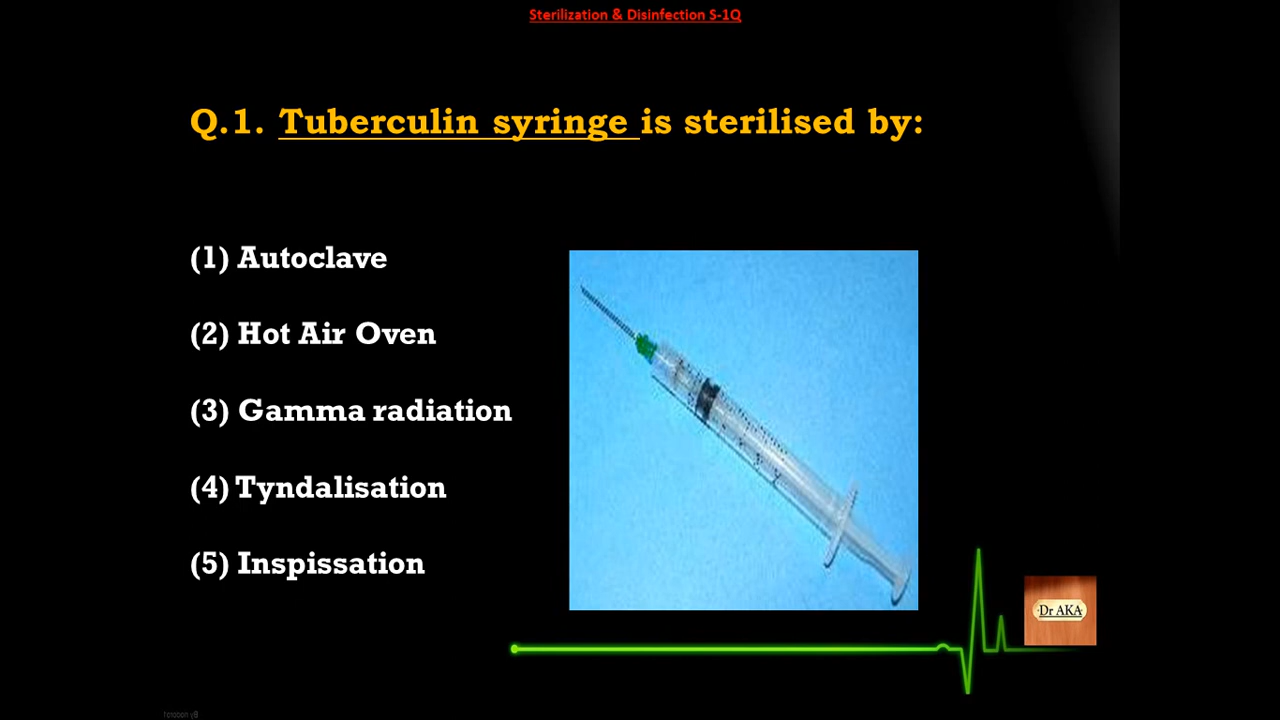 Sterilization & Disinfection S-1Q
Q.1. Tuberculin syringe is sterilised by:
(1) Autoclave
(2) Hot Air Oven
(3) Gamma radiation
(4) Tyndalisation
(5) Inspissation
Dr AKA